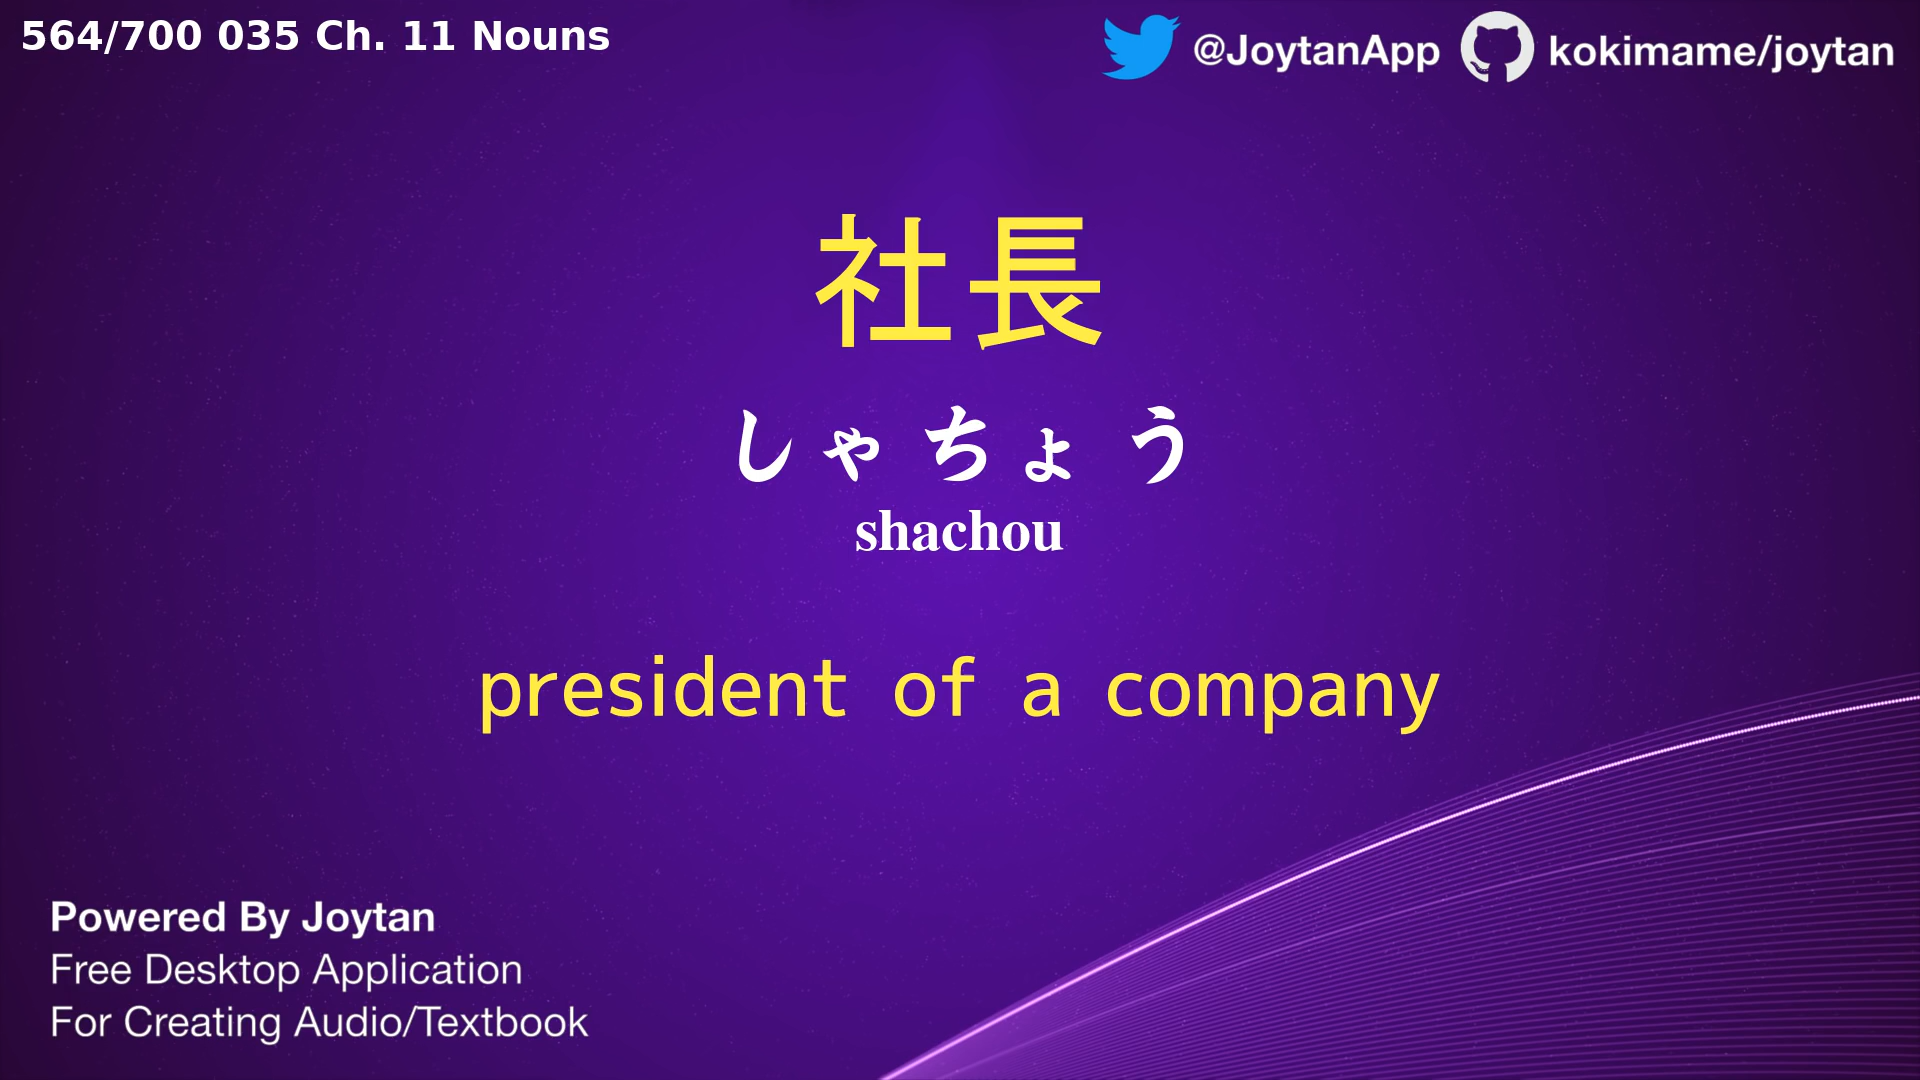 564/700 035 Ch. 11 Nouns
@JoytanApp kokimame/joytan
社長
しゃちょう
shachou
president of a company
Powered By Joytan
Free Desktop Application
For Creating Audio/Textbook